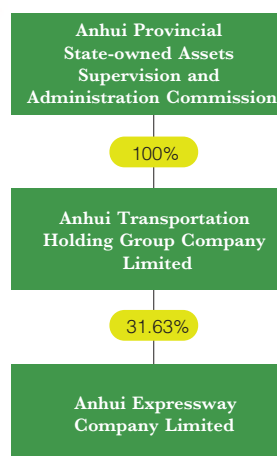 Anhui Provincial
State-owned Assets
Supervision and
Administration Commission
100%
Anhui Transportation
Holding Group Company
Limited
31.63%
Anhui Expressway
Company Limited